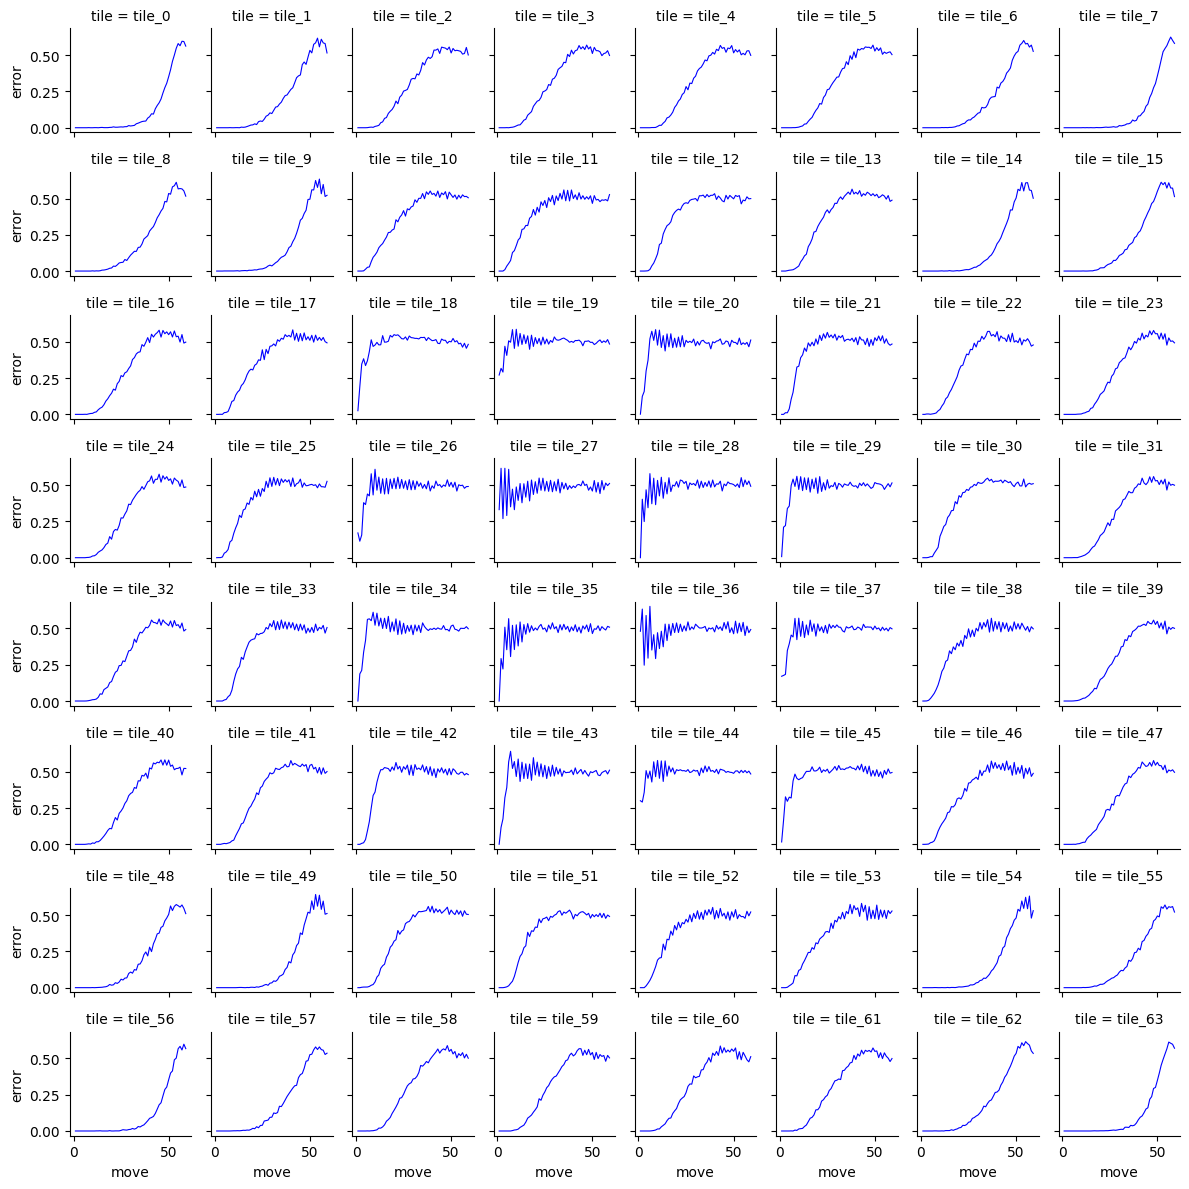 tile = tile_0 tile = tile_1 tile = tile_2 tile = tile_3 tile = tile_4 tile = tile_5 tile = tile_6 tile = tile_7
error
0.50
0.25
0.00
tile = tile_8 tile = tile_9 tile = tile_10 tile = tile_11 tile = tile_12 tile = tile_13 tile = tile_14 tile = tile_15
error
0.50
0.25
0.00
tile = tile_16 tile = tile_17 tile = tile_18 tile = tile_19 tile = tile_20 tile = tile_21 tile = tile_22 tile = tile_23
error
0.50
0.25
0.00
tile = tile_24 tile = tile_25 tile = tile_26 tile = tile_27 tile = tile_28 tile = tile_29 tile = tile_30 tile = tile_31
error
0.50
0.25
0.00
tile = tile_32 tile = tile_33 tile = tile_34 tile = tile_35 tile = tile_36 tile = tile_37 tile = tile_38 tile = tile_39
error
0.50
0.25
0.00
tile = tile_40 tile = tile_41 tile = tile_42 tile = tile_43 tile = tile_44 tile = tile_45 tile = tile_46 tile = tile_47
error
0.50
0.25
0.00
tile = tile_48 tile = tile_49 tile = tile_50 tile = tile_51 tile = tile_52 tile = tile_53 tile = tile_54 tile = tile_55
error
0.50
0.25
0.00
tile = tile_56 tile = tile_57 tile = tile_58 tile = tile_59 tile = tile_60 tile = tile_61 tile = tile_62 tile = tile_63
error
0.50
0.25
0.00
0 50 0 50 0 50 0 50 0 50 0 50 0 50 0 50
move move move move move move move move